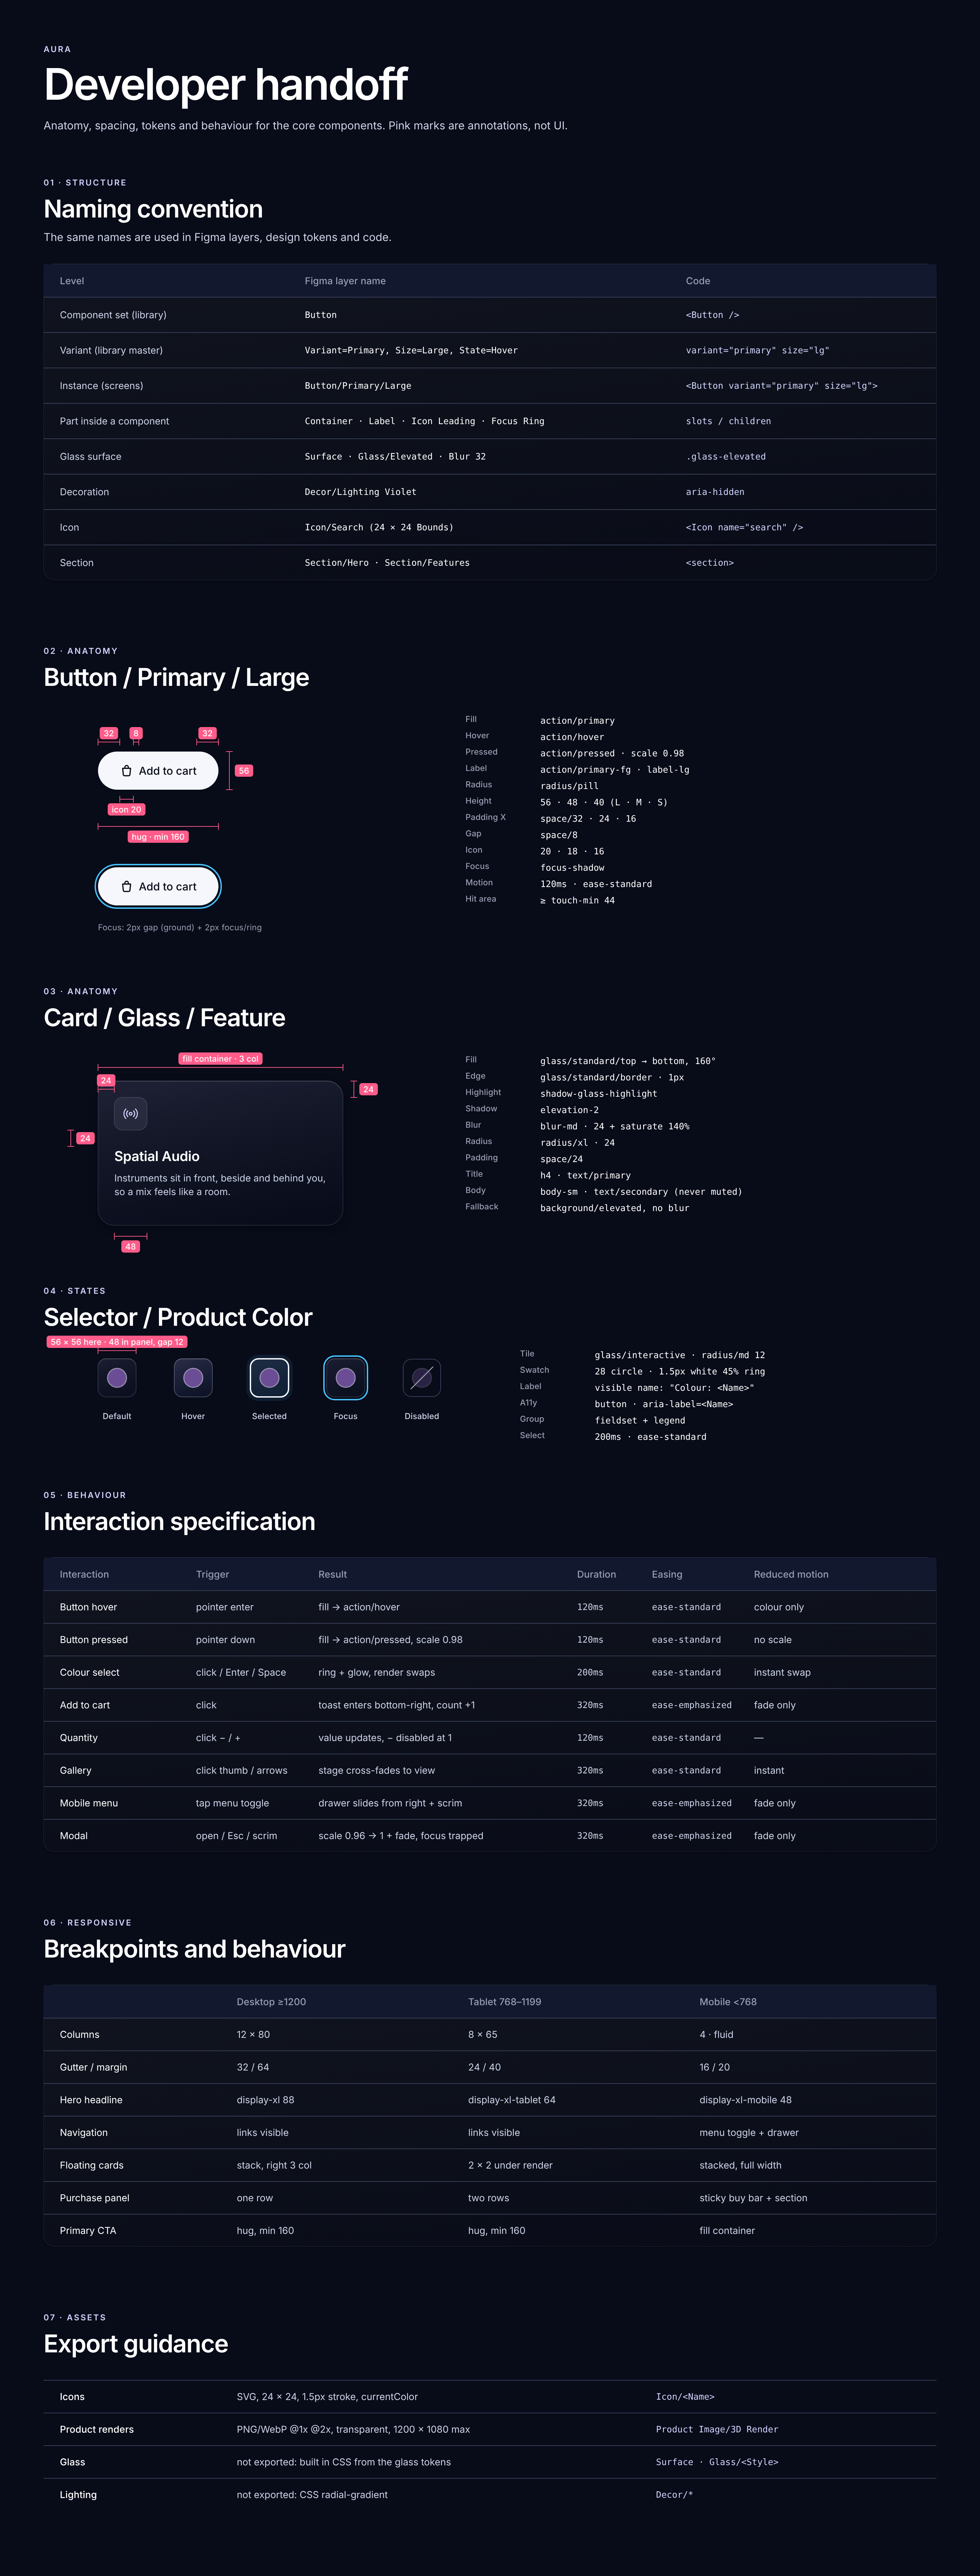 AURA
Developer handoff
Anatomy, spacing, tokens and behaviour for the core components. Pink marks are annotations, not UI.
01 · STRUCTURE
Naming convention
The same names are used in Figma layers, design tokens and code.
Level Figma layer name Code
Component set (library) Button <Button />
Variant (library master) Variant=Primary, Size=Large, State=Hover variant="primary" size="lg"
Instance (screens) Button/Primary/Large <Button variant="primary" size="lg">
Part inside a component Container · Label · Icon Leading · Focus Ring slots / children
Glass surface Surface · Glass/Elevated · Blur 32 .glass-elevated
Decoration Decor/Lighting Violet aria-hidden
Icon Icon/Search (24 × 24 Bounds) <Icon name="search" />
Section Section/Hero · Section/Features <section>
02 · ANATOMY
Button / Primary / Large
32 8 32
Add to cart
56
icon 20
hug · min 160
Add to cart
Focus: 2px gap (ground) + 2px focus/ring
Fill action/primary
Hover action/hover
Pressed action/pressed · scale 0.98
Label action/primary-fg · label-lg
Radius radius/pill
Height 56 · 48 · 40 (L · M · S)
Padding X space/32 · 24 · 16
Gap space/8
Icon 20 · 18 · 16
Focus focus-shadow
Motion 120ms · ease-standard
Hit area ≥ touch-min 44
03 · ANATOMY
Card / Glass / Feature
fill container · 3 col
24
24
24
Spatial Audio
Instruments sit in front, beside and behind you,
so a mix feels like a room.
48
Fill glass/standard/top → bottom, 160°
Edge glass/standard/border · 1px
Highlight shadow-glass-highlight
Shadow elevation-2
Blur blur-md · 24 + saturate 140%
Radius radius/xl · 24
Padding space/24
Title h4 · text/primary
Body body-sm · text/secondary (never muted)
Fallback background/elevated, no blur
04 · STATES
Selector / Product Color
56 × 56 here · 48 in panel, gap 12
Default Hover Selected Focus Disabled
Tile glass/interactive · radius/md 12
Swatch 28 circle · 1.5px white 45% ring
Label visible name: "Colour: <Name>"
A11y button · aria-label=<Name>
Group fieldset + legend
Select 200ms · ease-standard
05 · BEHAVIOUR
Interaction specification
Interaction Trigger Result Duration Easing Reduced motion
Button hover pointer enter fill → action/hover 120ms ease-standard colour only
Button pressed pointer down fill → action/pressed, scale 0.98 120ms ease-standard no scale
Colour select click / Enter / Space ring + glow, render swaps 200ms ease-standard instant swap
Add to cart click toast enters bottom-right, count +1 320ms ease-emphasized fade only
Quantity click − / + value updates, − disabled at 1 120ms ease-standard —
Gallery click thumb / arrows stage cross-fades to view 320ms ease-standard instant
Mobile menu tap menu toggle drawer slides from right + scrim 320ms ease-emphasized fade only
Modal open / Esc / scrim scale 0.96 → 1 + fade, focus trapped 320ms ease-emphasized fade only
06 · RESPONSIVE
Breakpoints and behaviour
Desktop ≥1200 Tablet 768–1199 Mobile <768
Columns 12 × 80 8 × 65 4 · fluid
Gutter / margin 32 / 64 24 / 40 16 / 20
Hero headline display-xl 88 display-xl-tablet 64 display-xl-mobile 48
Navigation links visible links visible menu toggle + drawer
Floating cards stack, right 3 col 2 × 2 under render stacked, full width
Purchase panel one row two rows sticky buy bar + section
Primary CTA hug, min 160 hug, min 160 fill container
07 · ASSETS
Export guidance
Icons SVG, 24 × 24, 1.5px stroke, currentColor Icon/<Name>
Product renders PNG/WebP @1x @2x, transparent, 1200 × 1080 max Product Image/3D Render
Glass not exported: built in CSS from the glass tokens Surface · Glass/<Style>
Lighting not exported: CSS radial-gradient Decor/*